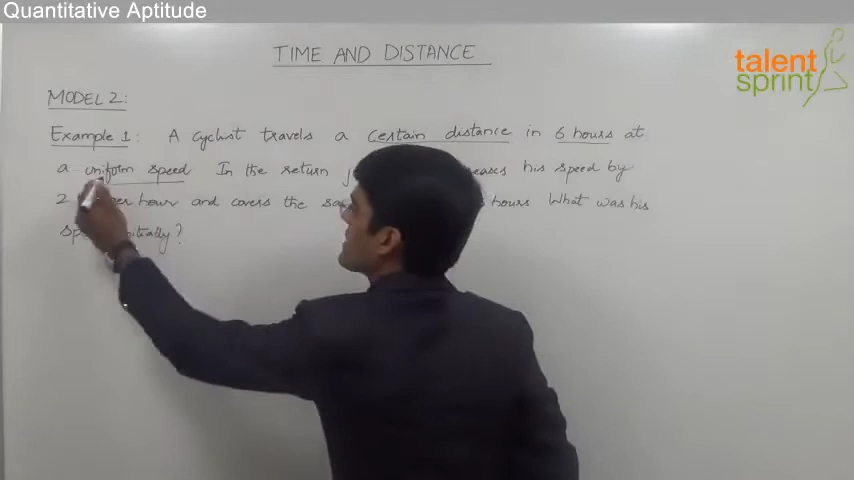 Quantitative Aptitude
TIME AND DISTANCE
talent
sprint
MODEL 2:
Example 1: A cyclist travels a certain distance in 6 hours at
a uniform speed In the return his speed by
2 hour and covers the hours What was his